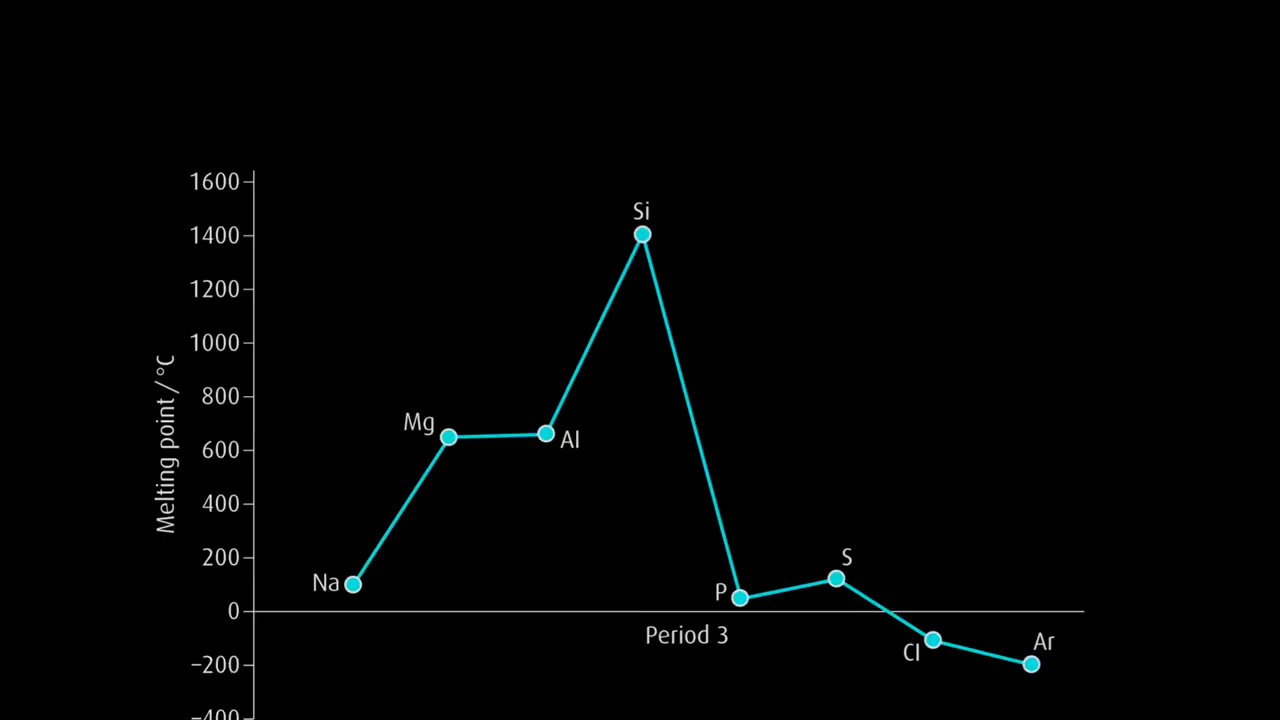 1600
Si
1400
1200
1000
800
Mg
Al
600
400
200
Na
P
S
0
Period 3
Cl
Ar
−200
−400
Melting point / °C